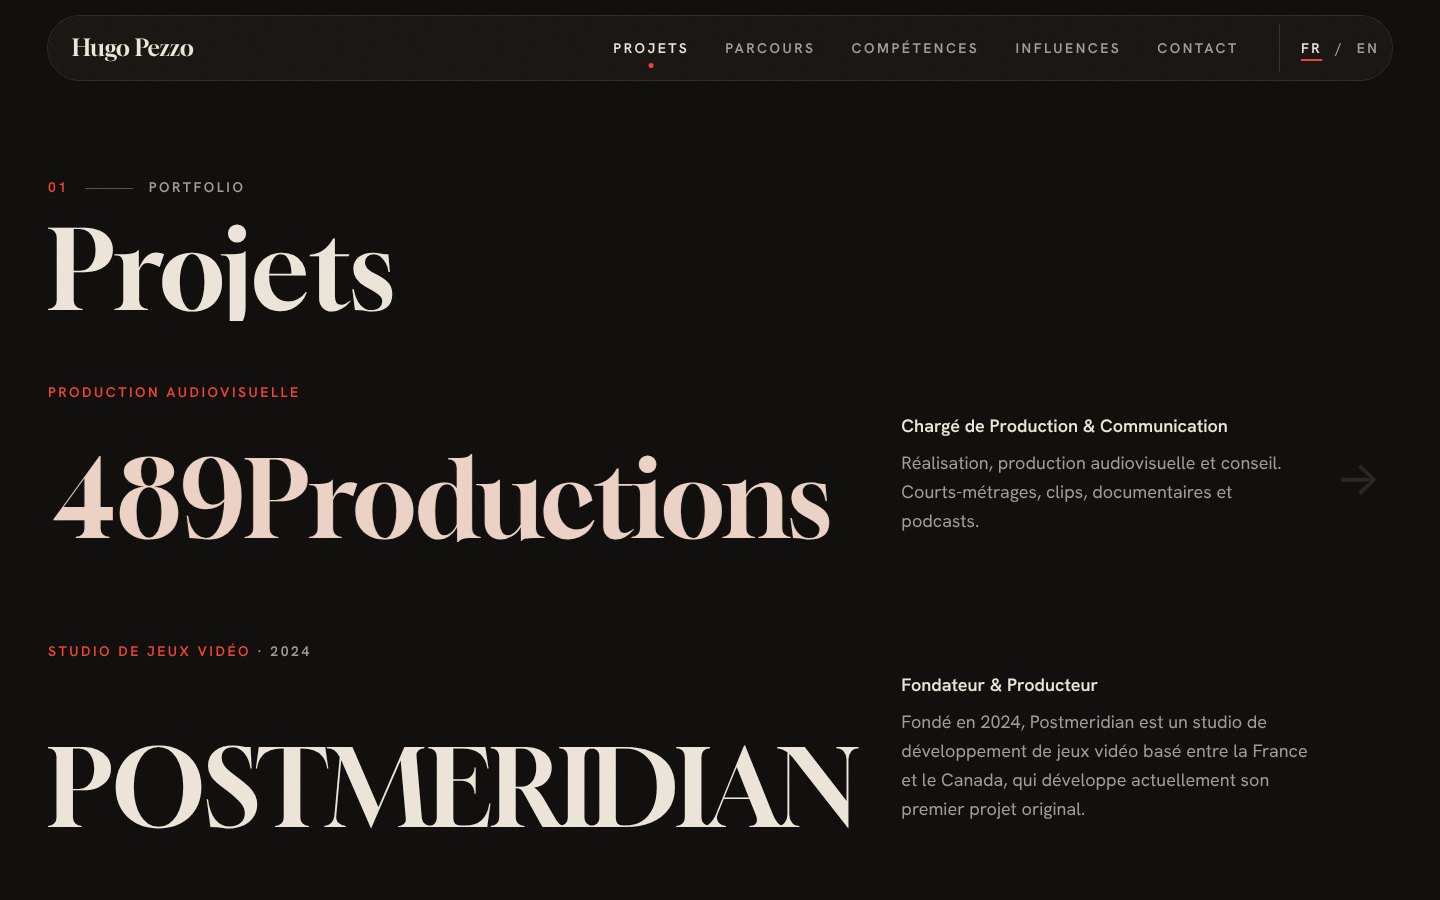 Hugo Pezzo
PROJETS PARCOURS COMPÉTENCES INFLUENCES CONTACT FR / EN
01 PORTFOLIO
Projets
PRODUCTION AUDIOVISUELLE
489Productions
Chargé de Production & Communication
Réalisation, production audiovisuelle et conseil.
Courts-métrages, clips, documentaires et
podcasts.
STUDIO DE JEUX VIDÉO · 2024
POSTMERIDIAN
Fondateur & Producteur
Fondé en 2024, Postmeridian est un studio de
développement de jeux vidéo basé entre la France
et le Canada, qui développe actuellement son
premier projet original.